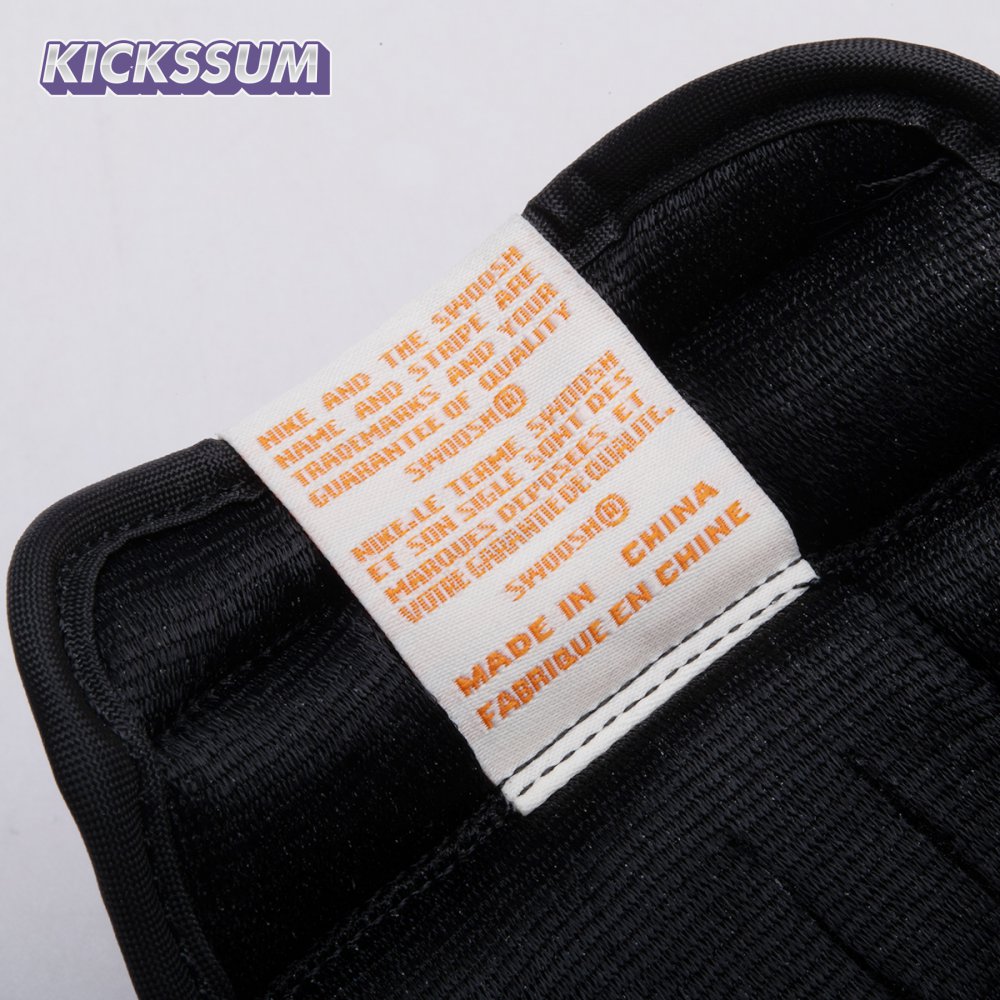 KICKSSUM
NIKE AND THE SWOOSH
NAME AND STRIPE ARE
TRADEMARKS AND YOUR
GUARANTEE OF QUALITY
SWOOSH®
NIKE.LE TERME SWOOSH
ET SON SIGLE SONT DES
MARQUES DEPOSEES ET
VOTRE GARANTIE DE QUALITE.
SWOOSH®
MADE IN CHINA
FABRIQUE EN CHINE